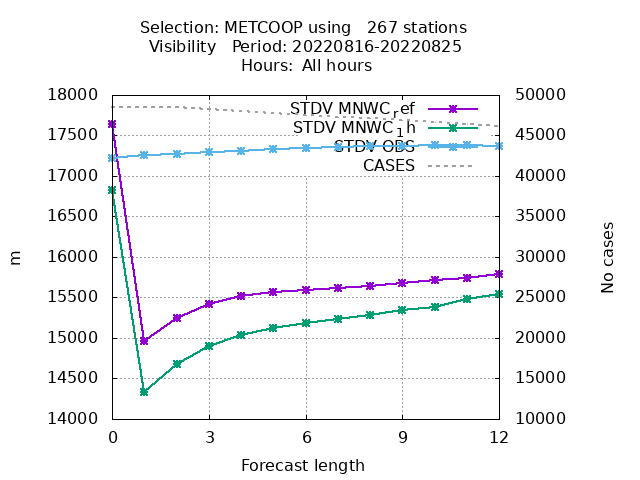 Selection: METCOOP using   267 stations
Visibility   Period: 20220816-20220825
Hours:  All hours
18000
17500
17000
16500
16000
15500
15000
14500
14000
m
50000
45000
40000
35000
30000
25000
20000
15000
10000
No cases
STDV MNWC_ref
STDV MNWC_1h
STDV OBS
CASES
0 3 6 9 12
Forecast length